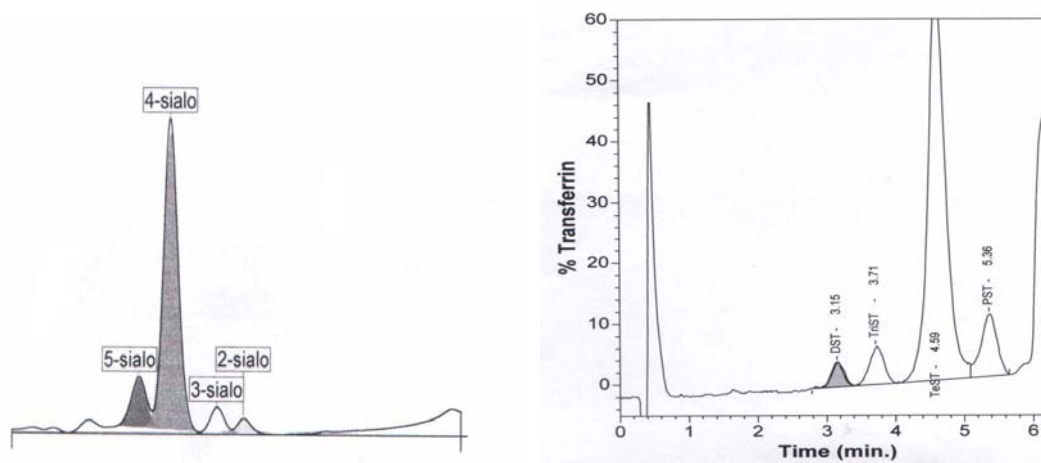 4-sialo
5-sialo
3-sialo
2-sialo
% Transferrin
60
50
40
30
20
10
0
DST - 3.15
TriST - 3.71
TeST - 4.59
PST - 5.36
0 1 2 3 4 5 6
Time (min.)